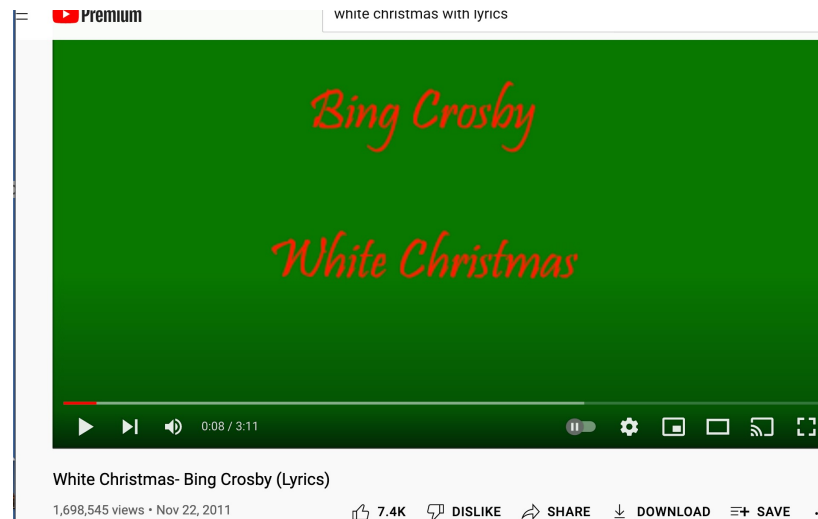 Premium
white christmas with lyrics
Bing Crosby
White Christmas
0:08 / 3:11
White Christmas- Bing Crosby (Lyrics)
1,698,545 views • Nov 22, 2011 7.4K DISLIKE SHARE DOWNLOAD SAVE